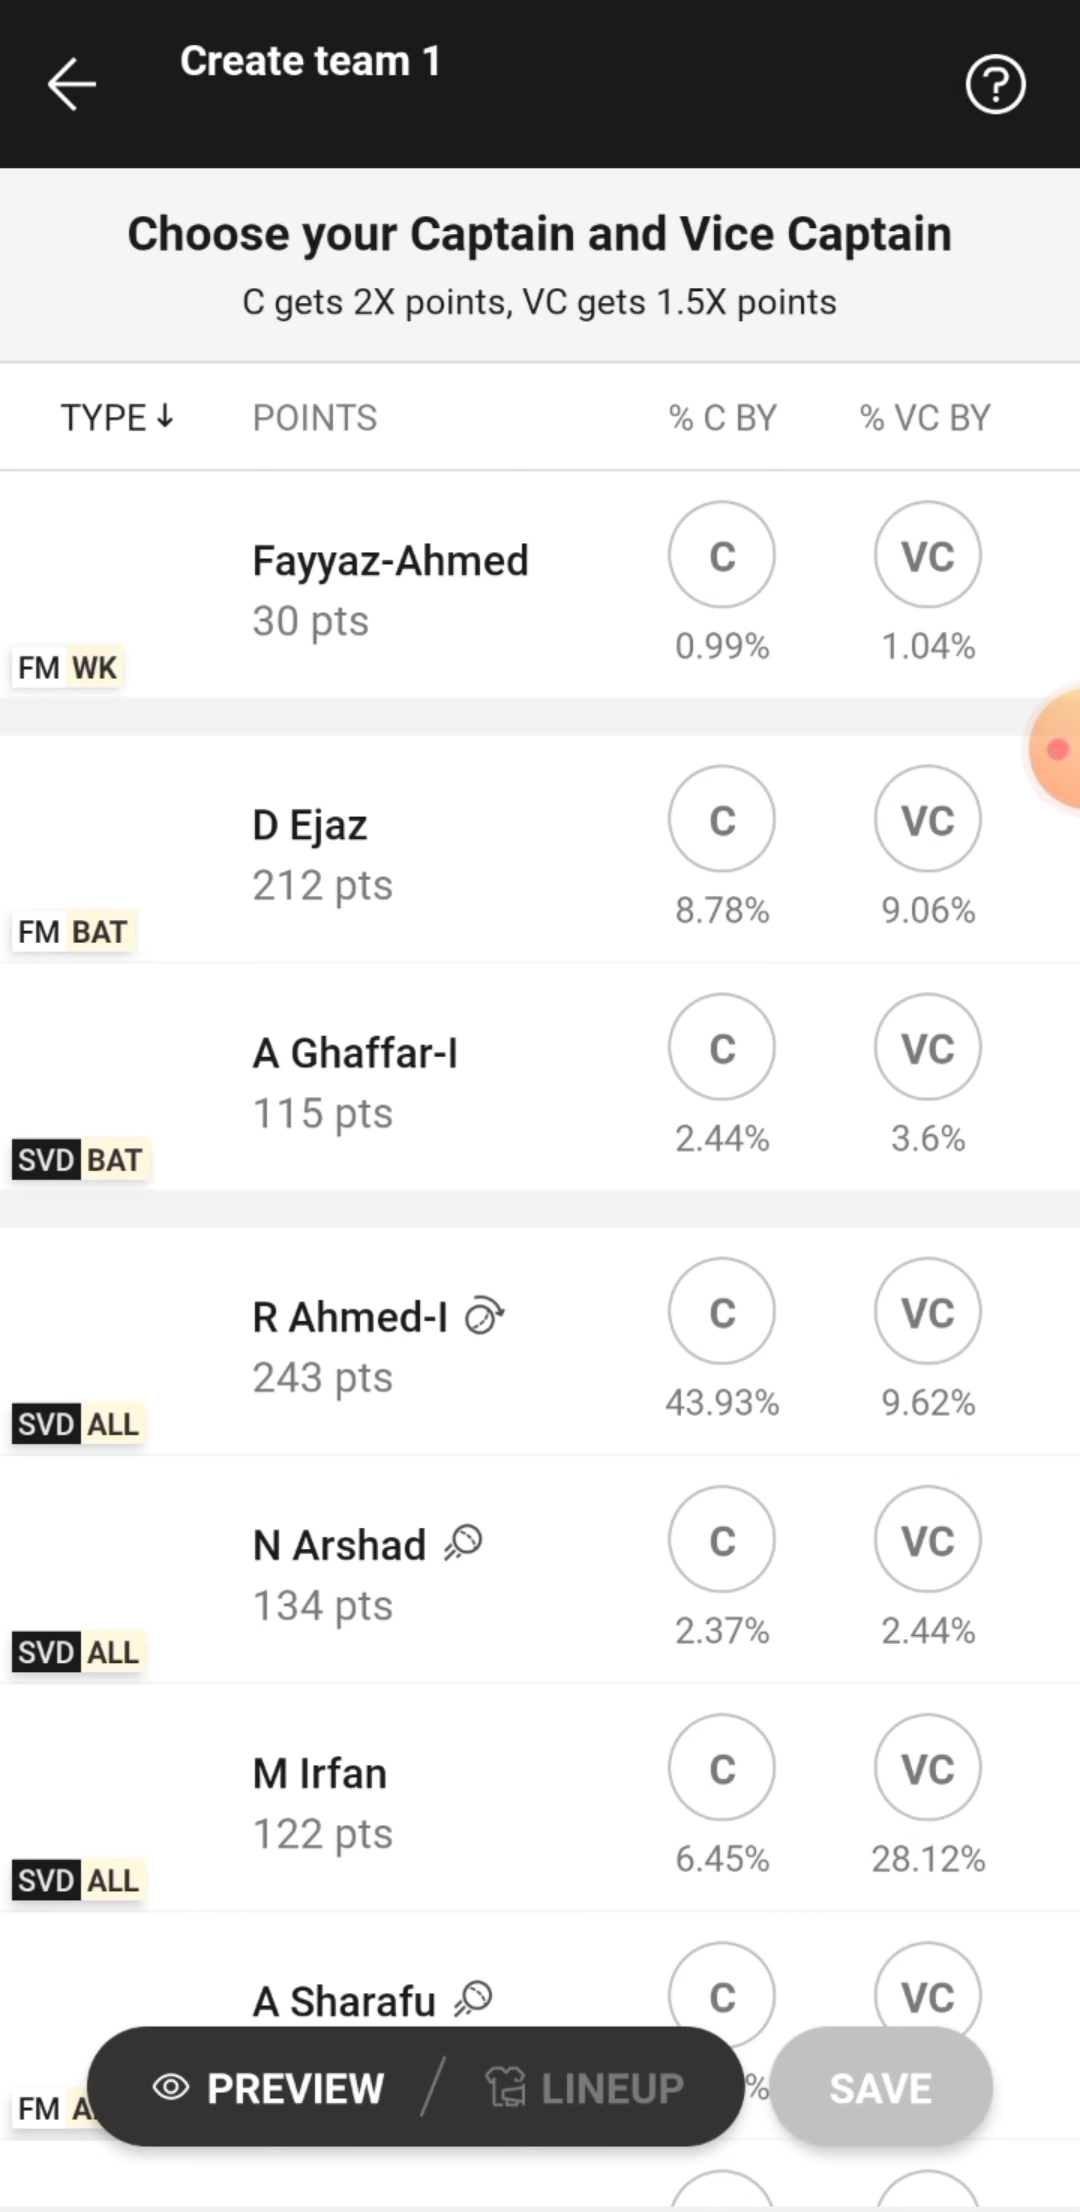 Create team 1
Choose your Captain and Vice Captain
C gets 2X points, VC gets 1.5X points
TYPE↓ POINTS % C BY % VC BY
Fayyaz-Ahmed C VC
30 pts 0.99% 1.04%
FM WK
D Ejaz C VC
212 pts 8.78% 9.06%
FM BAT
A Ghaffar-I C VC
115 pts 2.44% 3.6%
SVD BAT
R Ahmed-I C VC
243 pts 43.93% 9.62%
SVD ALL
N Arshad C VC
134 pts 2.37% 2.44%
SVD ALL
M Irfan C VC
122 pts 6.45% 28.12%
SVD ALL
A Sharafu C VC
PREVIEW / LINEUP % SAVE
FM